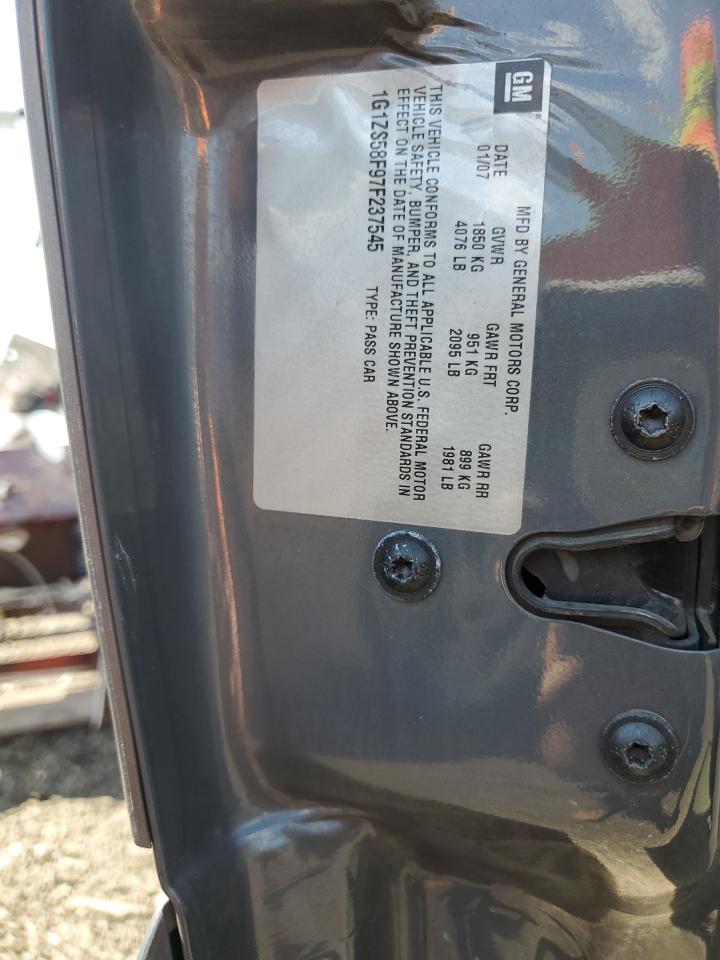 GM®
MFD BY GENERAL MOTORS CORP.
DATE GVWR GAWR FRT GAWR RR
01/07 1850 KG 951 KG 899 KG
4076 LB 2095 LB 1981 LB
THIS VEHICLE CONFORMS TO ALL APPLICABLE U.S. FEDERAL MOTOR
VEHICLE SAFETY, BUMPER, AND THEFT PREVENTION STANDARDS IN
EFFECT ON THE DATE OF MANUFACTURE SHOWN ABOVE.
1G1ZS58F97F237545 TYPE: PASS CAR